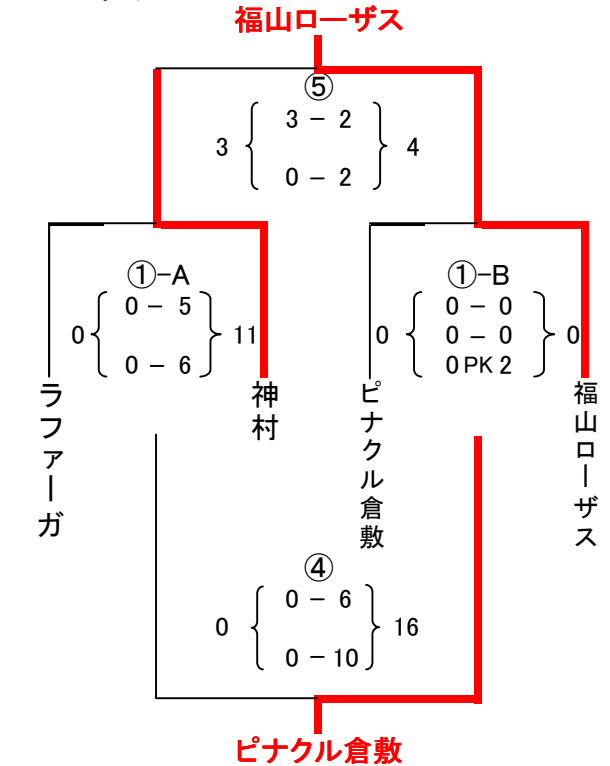 福山ローザス
⑤
3 － 2
3 4
0 － 2
①-A
0 － 5
0 11
0 － 6
①-B
0 － 0
0 0 － 0 0
0 PK 2
ラファーガ
神村
ピナクル倉敷
福山ローザス
④
0 － 6
0 16
0 － 10
ピナクル倉敷